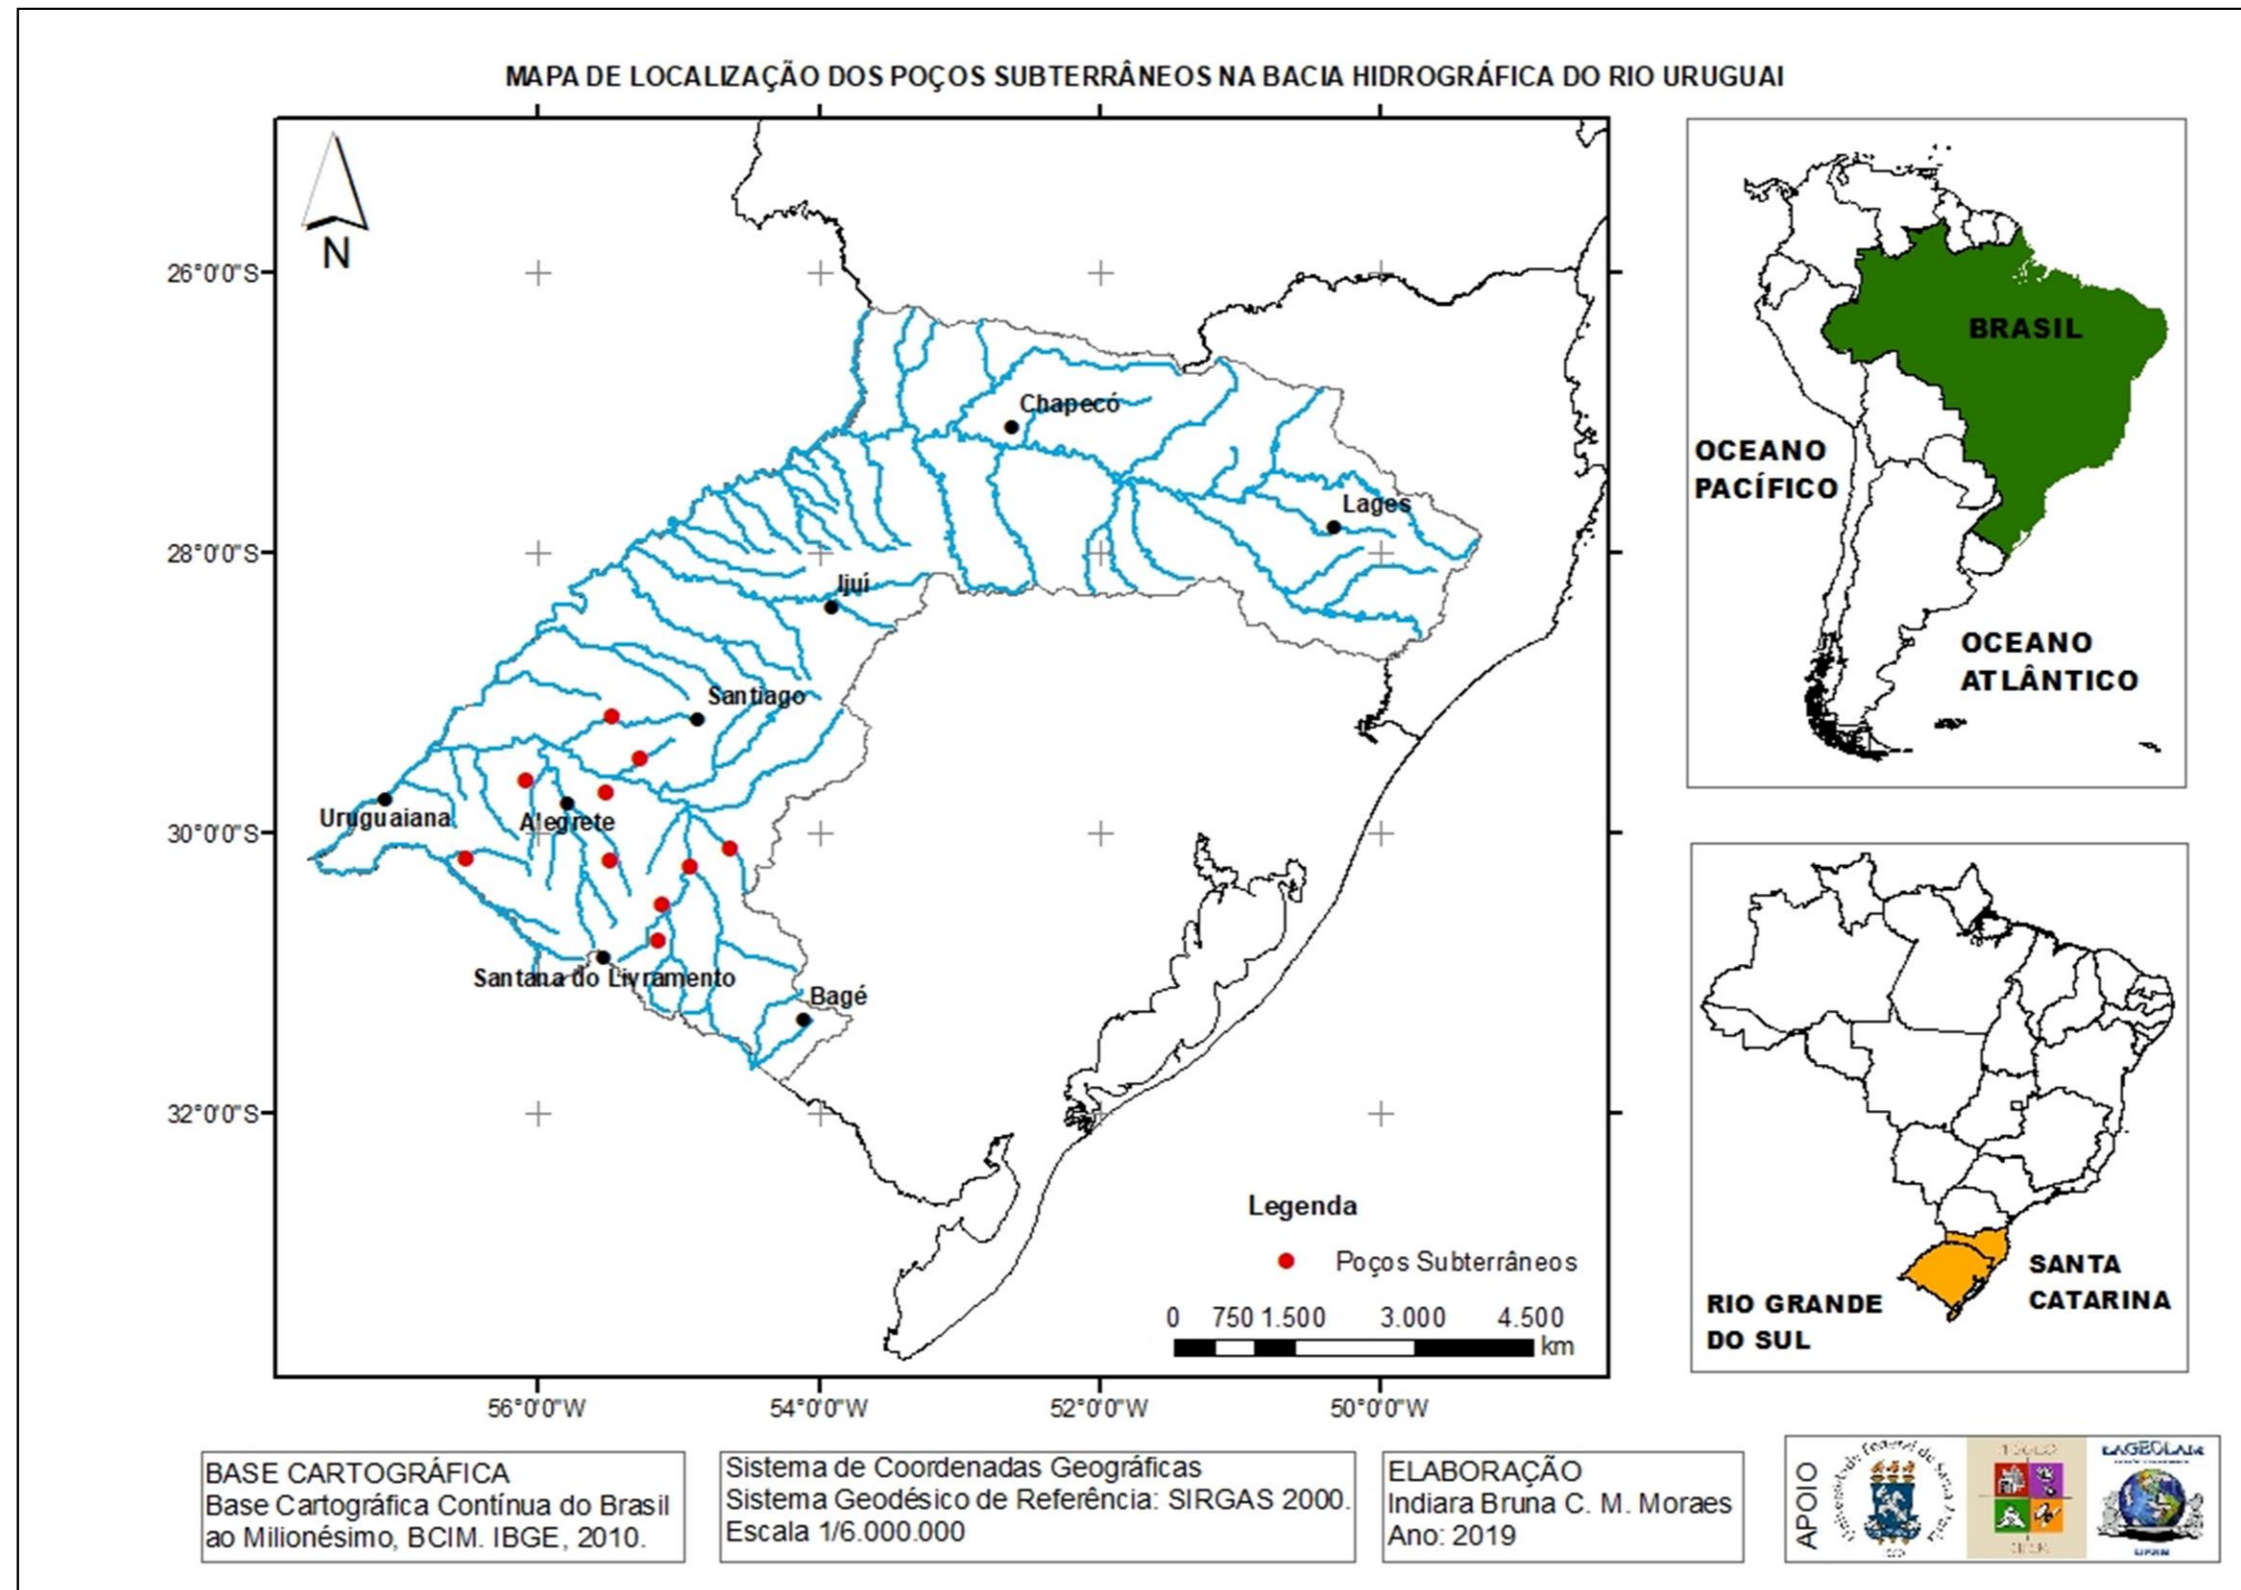 MAPA DE LOCALIZAÇÃO DOS POÇOS SUBTERRÂNEOS NA BACIA HIDROGRÁFICA DO RIO URUGUAI
N
26°0'0"S
28°0'0"S
30°0'0"S
32°0'0"S
Chapecó
Lages
Ijuí
Santiago
Uruguaiana
Alegrete
Santana do Livramento
Bagé
Legenda
Poços Subterrâneos
0 750 1.500 3.000 4.500
km
56°0'0"W 54°0'0"W 52°0'0"W 50°0'0"W
BRASIL
OCEANO
PACÍFICO
OCEANO
ATLÂNTICO
SANTA
CATARINA
RIO GRANDE
DO SUL
BASE CARTOGRÁFICA
Base Cartográfica Contínua do Brasil
ao Milionésimo, BCIM. IBGE, 2010.
Sistema de Coordenadas Geográficas
Sistema Geodésico de Referência: SIRGAS 2000.
Escala 1/6.000.000
ELABORAÇÃO
Indiara Bruna C. M. Moraes
Ano: 2019
APOIO
LAGEOLAM